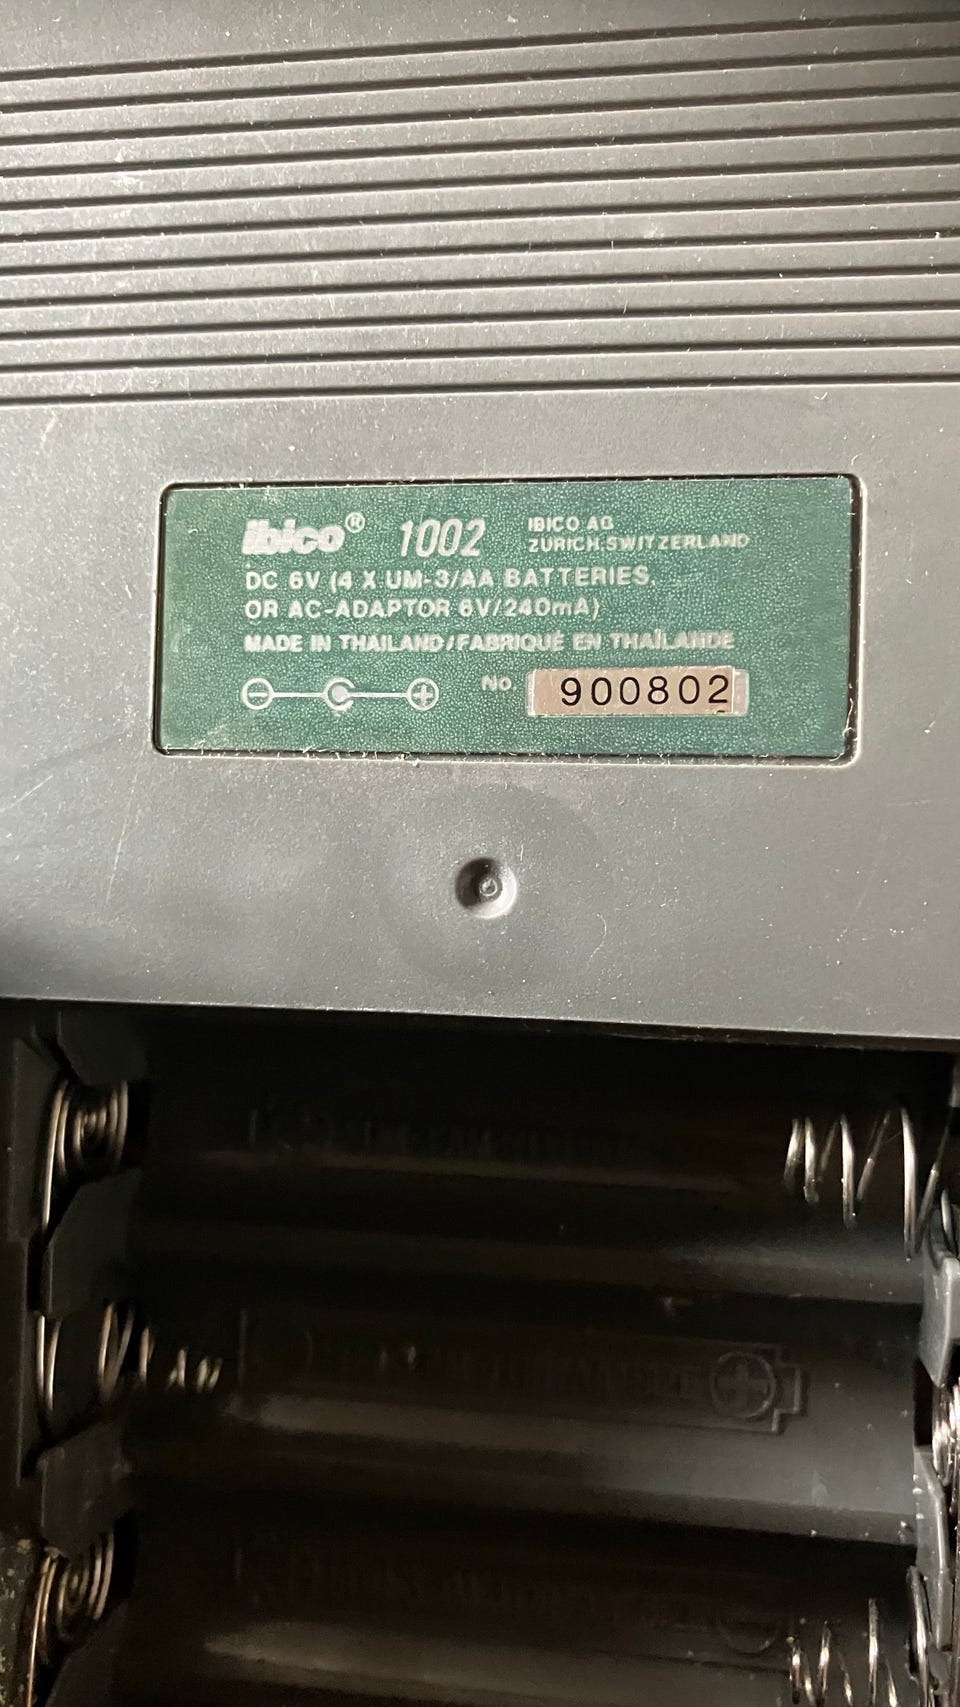 ibico® 1002
IBICO AG
ZURICH, SWITZERLAND
DC 6V (4 X UM-3/AA BATTERIES,
OR AC-ADAPTOR 6V/240mA)
MADE IN THAILAND/FABRIQUÉ EN THAÏLANDE
No. 900802